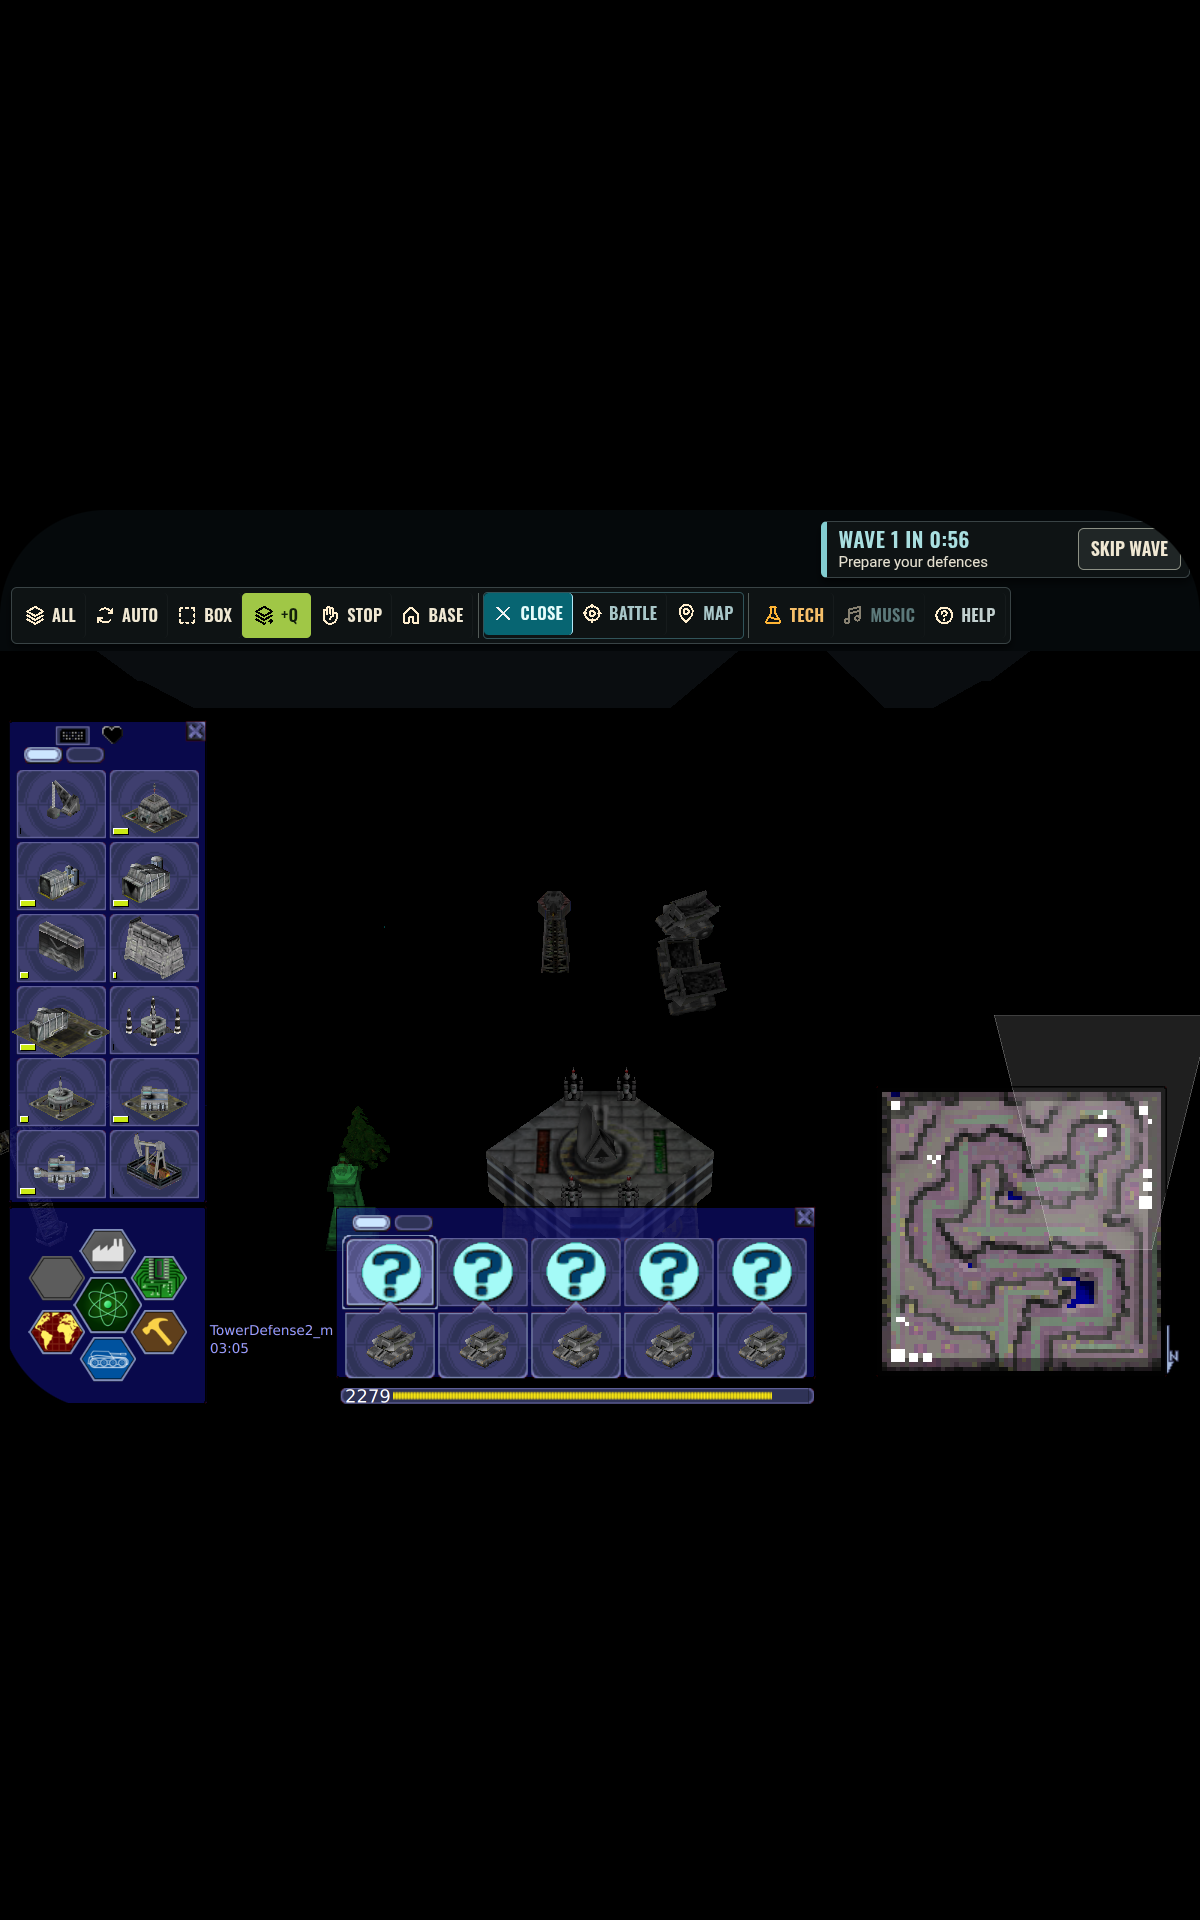 WAVE 1 IN 0:56
Prepare your defences
SKIP WAVE
ALL AUTO BOX +Q STOP BASE CLOSE BATTLE MAP TECH MUSIC HELP
? ? ? ? ?
TowerDefense2_m
03:05
2279
N